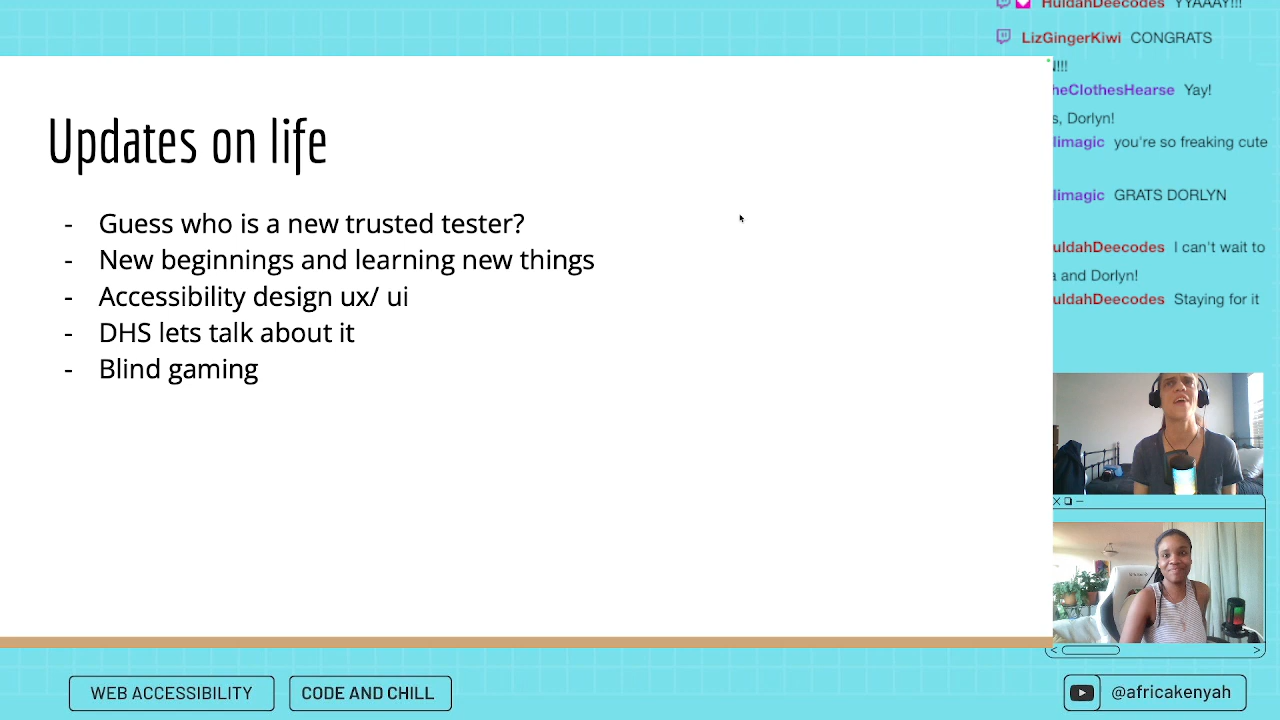 Updates on life
- Guess who is a new trusted tester?
- New beginnings and learning new things
- Accessibility design ux/ ui
- DHS lets talk about it
- Blind gaming
HuldahDeecodes YYAAAY!!!
LizGingerKiwi CONGRATS
N!!!
heClothesHearse Yay!
s, Dorlyn!
limagic you're so freaking cute
limagic GRATS DORLYN
uldahDeecodes I can't wait to
a and Dorlyn!
uldahDeecodes Staying for it
WEB ACCESSIBILITY
CODE AND CHILL
@africakenyah